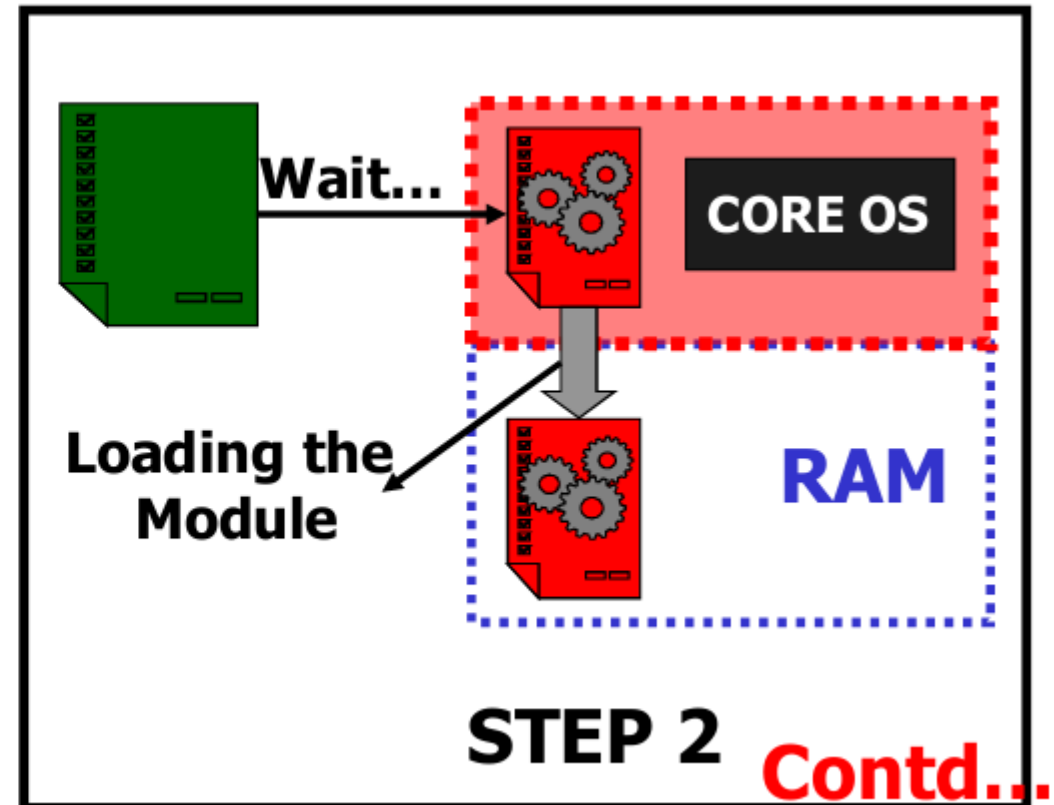 Wait...
CORE OS
Loading the
Module
RAM
STEP 2
Contd...